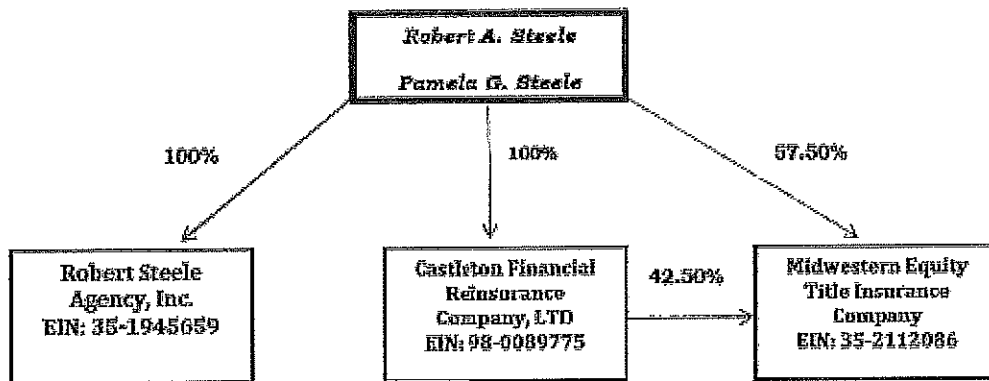 Robert A. Steele
Pamela G. Steele
100%
100%
57.50%
Robert Steele
Agency, Inc.
EIN: 35-1945659
Castleton Financial
Reinsurance
Company, LTD
EIN: 98-0089775
42.50%
Midwestern Equity
Title Insurance
Company
EIN: 35-2112086